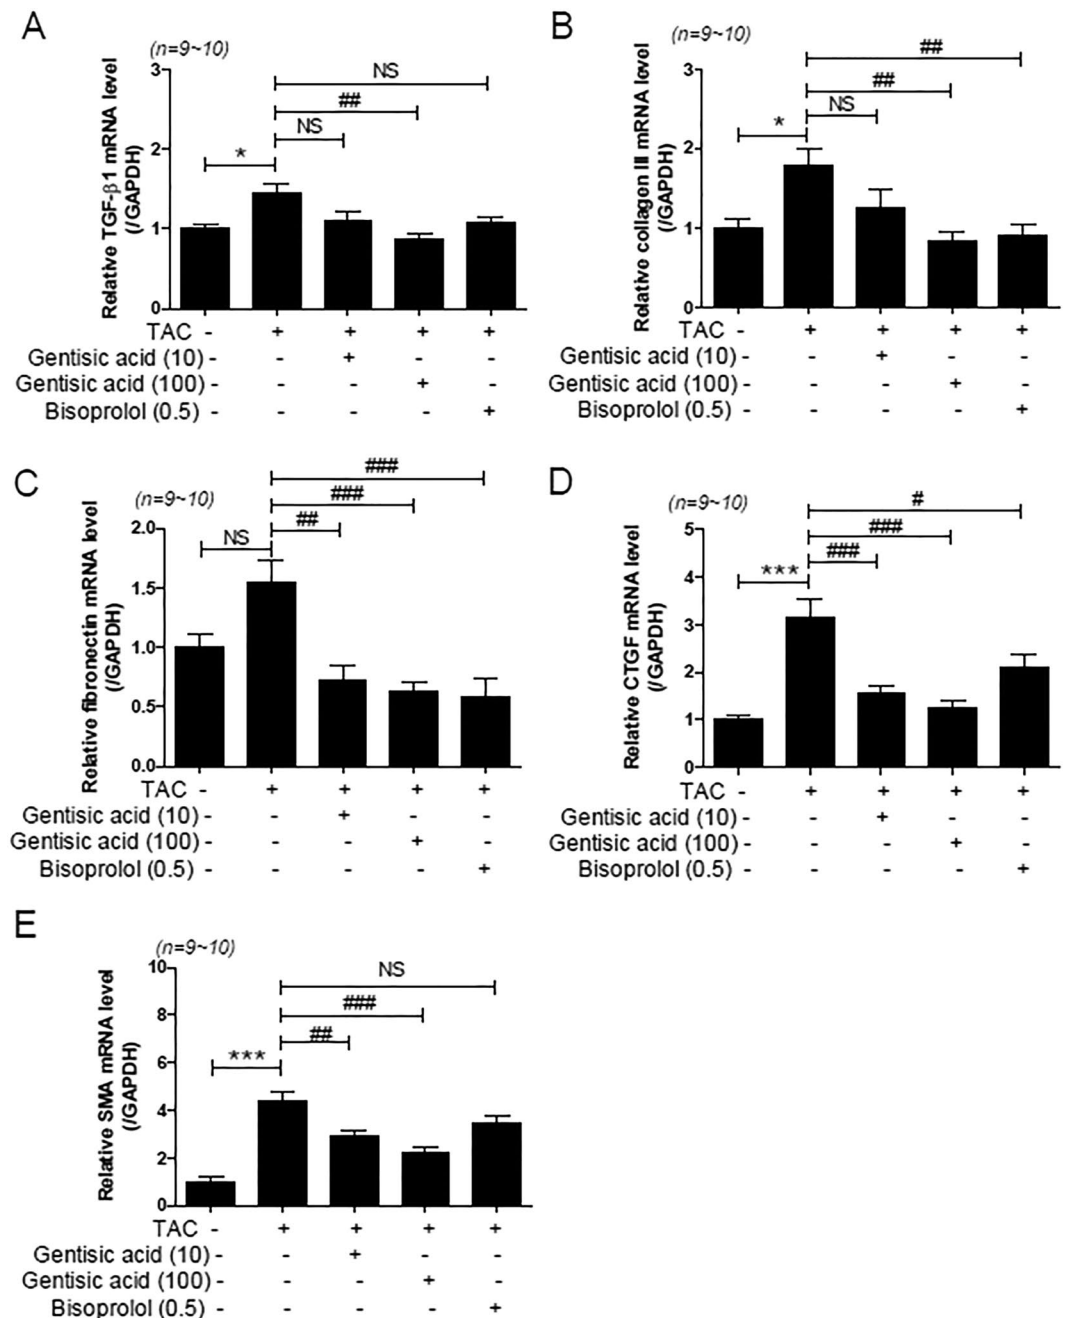 A
(n=9~10)
Relative TGF-β1 mRNA level
(/GAPDH)
3
2
1
0
NS
##
NS
*
TAC - + + + +
Gentisic acid (10) - - + - -
Gentisic acid (100) - - - + -
Bisoprolol (0.5) - - - - +
B
(n=9~10)
Relative collagen III mRNA level
(/GAPDH)
3
2
1
0
##
##
NS
*
TAC - + + + +
Gentisic acid (10) - - + - -
Gentisic acid (100) - - - + -
Bisoprolol (0.5) - - - - +
C
(n=9~10)
Relative fibronectin mRNA level
(/GAPDH)
2.0
1.5
1.0
0.5
0.0
###
###
##
NS
TAC - + + + +
Gentisic acid (10) - - + - -
Gentisic acid (100) - - - + -
Bisoprolol (0.5) - - - - +
D
(n=9~10)
Relative CTGF mRNA level
(/GAPDH)
5
4
3
2
1
0
#
###
###
***
TAC - + + + +
Gentisic acid (10) - - + - -
Gentisic acid (100) - - - + -
Bisoprolol (0.5) - - - - +
E
(n=9~10)
Relative SMA mRNA level
(/GAPDH)
10
8
6
4
2
0
NS
###
##
***
TAC - + + + +
Gentisic acid (10) - - + - -
Gentisic acid (100) - - - + -
Bisoprolol (0.5) - - - - +